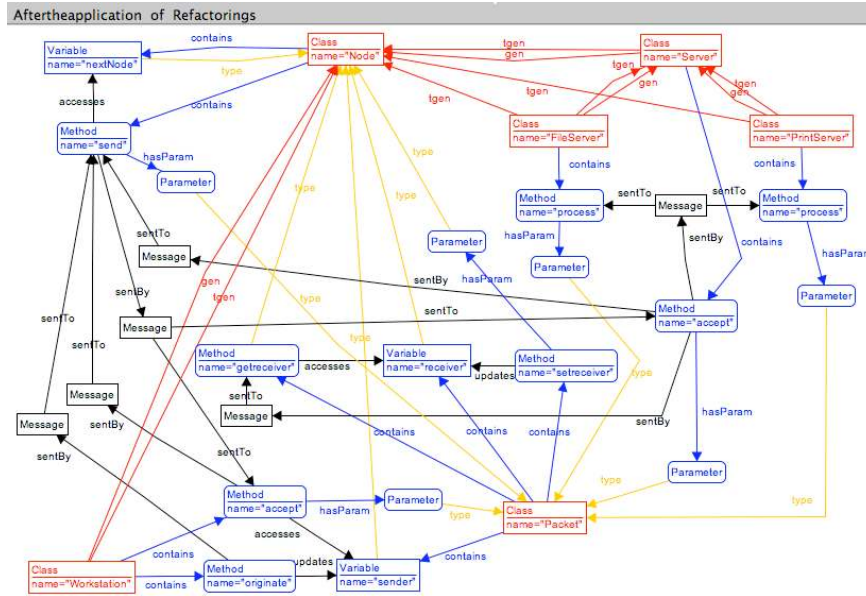 Aftertheapplication of Refactorings
contains
Variable
name="nextNode"
type
Class
name="Node"
tgen
gen
Class
name="Server"
tgen
accesses
contains
tgen
tgen
gen
tgen
gen
Method
name="send"
hasParam
Parameter
Class
name="FileServer"
Class
name="PrintServer"
type
type
type
contains
contains
sentTo
Message
sentTo
Method
name="process"
Method
name="process"
sentTo
Message
Parameter
hasParam
Parameter
sentBy
contains
hasParam
Parameter
gen
tgen
sentBy
sentBy
hasParam
sentTo
Message
sentTo
Method
name="accept"
type
sentTo
sentTo
Method
name="getreceiver"
accesses
Variable
name="receiver"
updates
Method
name="setreceiver"
type
Message
sentTo
Message
Message
sentBy
sentBy
contains
contains
contains
sentBy
hasParam
sentTo
Parameter
type
Method
name="accept"
hasParam
Parameter
type
Class
name="Packet"
type
accesses
contains
updates
contains
Class
name="Workstation"
contains
Method
name="originate"
Variable
name="sender"